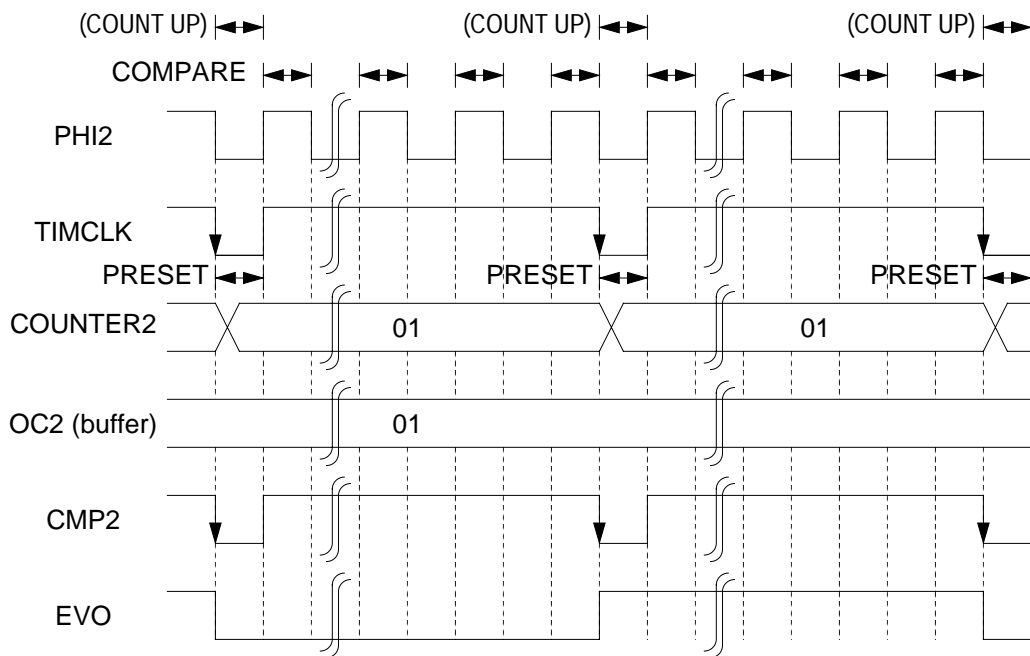 (COUNT UP) (COUNT UP) (COUNT UP)
COMPARE
PHI2
TIMCLK
PRESET PRESET PRESET
COUNTER2 01 01
OC2 (buffer) 01
CMP2
EVO